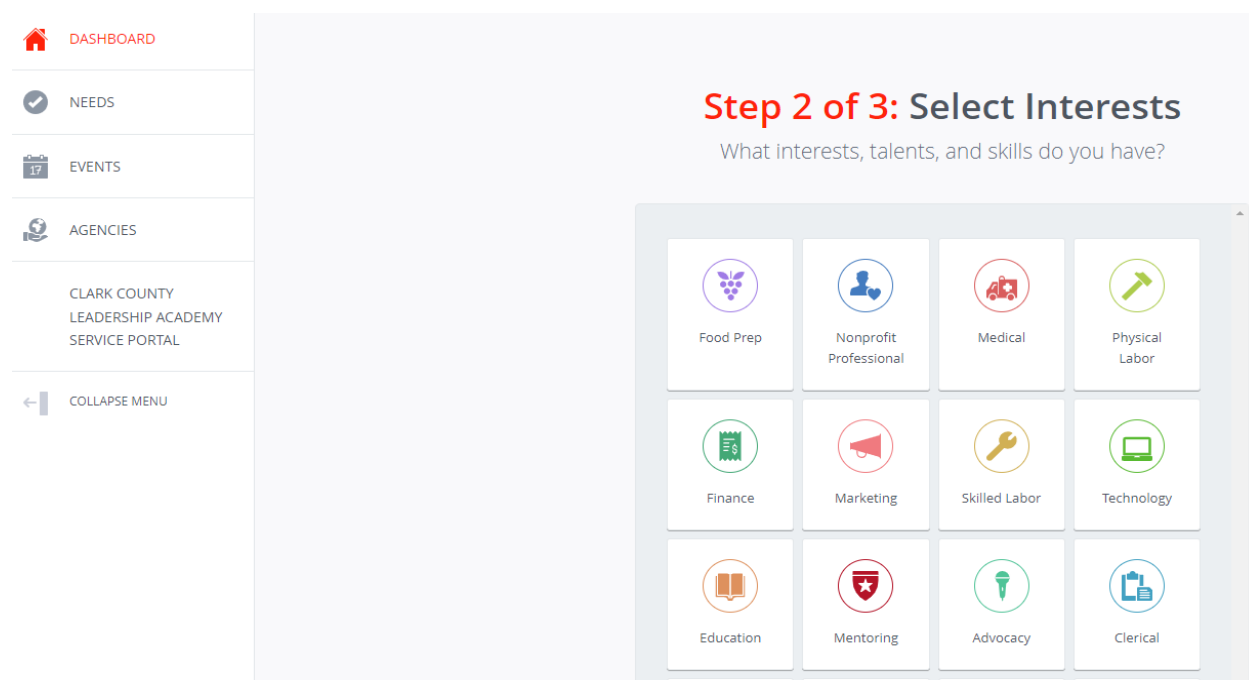 DASHBOARD
NEEDS
17
EVENTS
AGENCIES
CLARK COUNTY
LEADERSHIP ACADEMY
SERVICE PORTAL
COLLAPSE MENU
Step 2 of 3: Select Interests
What interests, talents, and skills do you have?
Food Prep
Nonprofit
Professional
Medical
Physical
Labor
$
Finance
Marketing
Skilled Labor
Technology
Education
Mentoring
Advocacy
Clerical